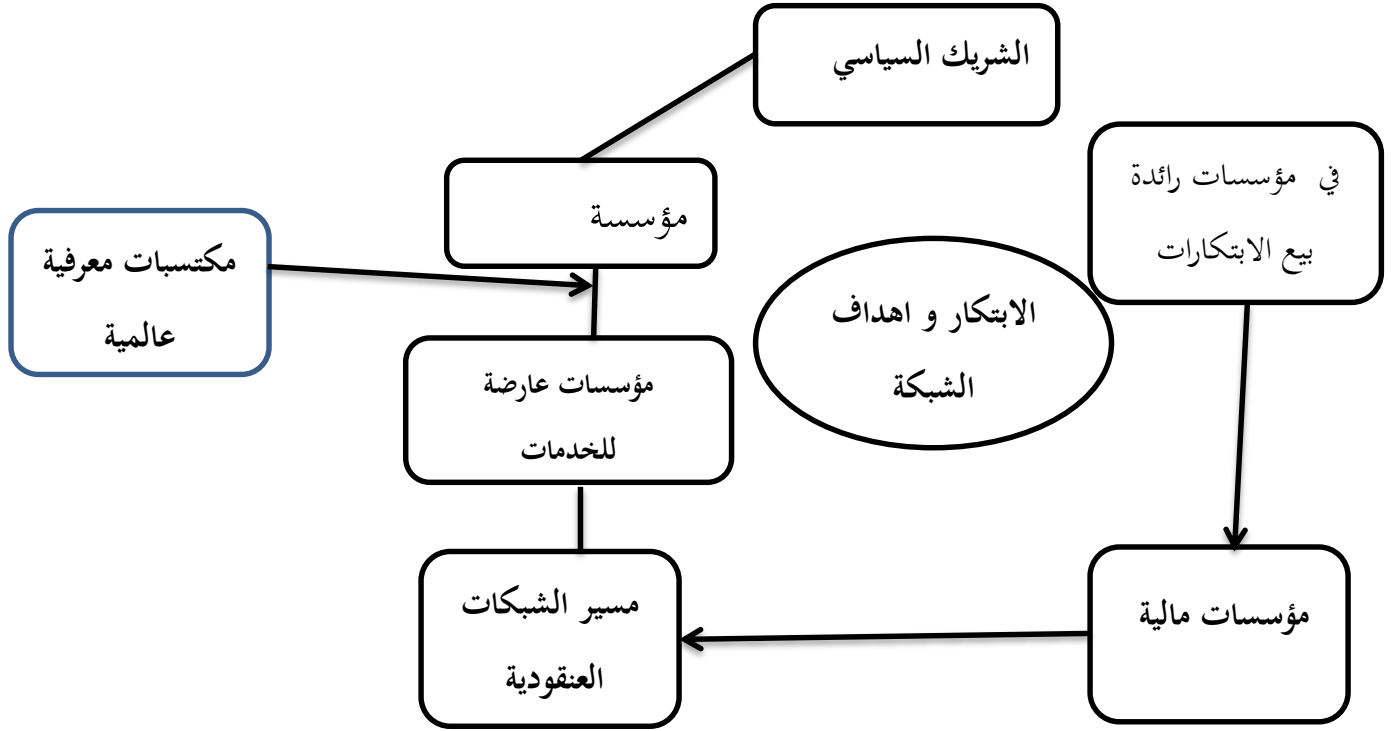 الشريك السياسي
في مؤسسات رائدة
بيع الابتكارات
مؤسسة
مكتسبات معرفية
عالمية
الابتكار و اهداف
الشبكة
مؤسسات عارضة
للخدمات
مسير الشبكات
العنقودية
مؤسسات مالية